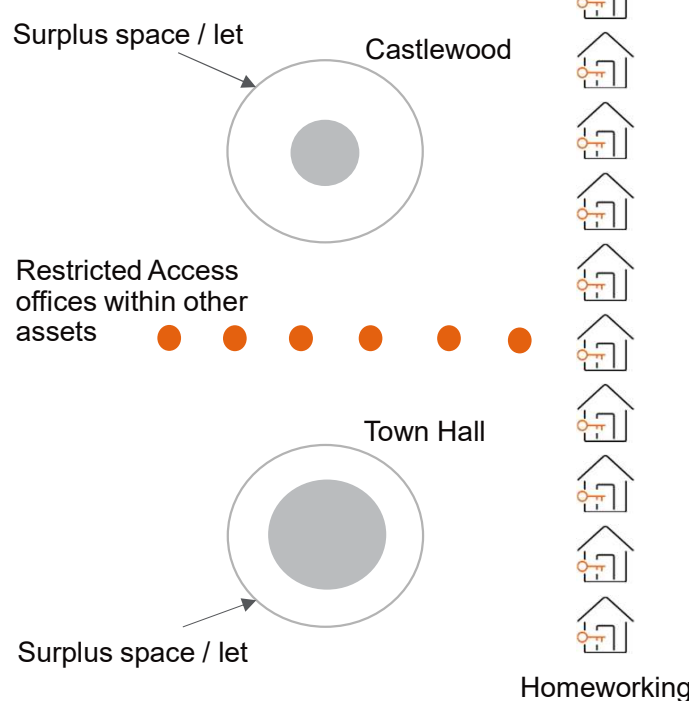 Surplus space / let
Castlewood
Restricted Access
offices within other
assets
Town Hall
Surplus space / let
Homeworking